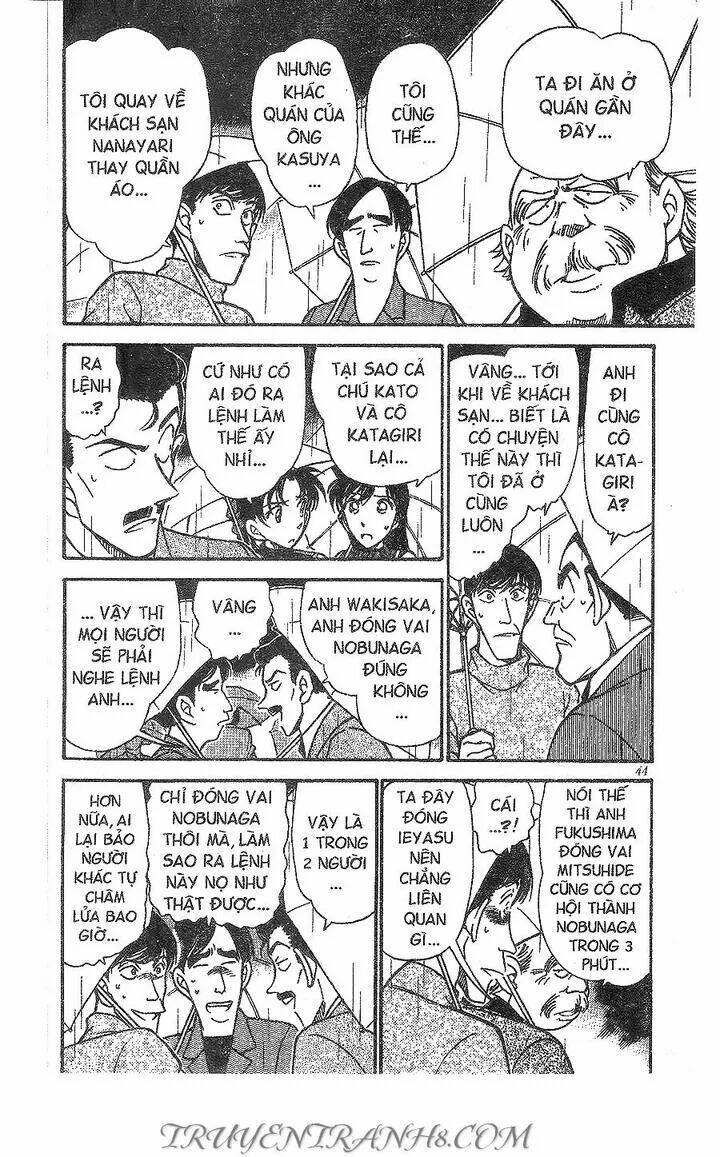 TA ĐI ĂN Ở
QUÁN GẦN
ĐÂY...
TÔI
CŨNG
THẾ...
NHƯNG
KHÁC
QUÁN CỦA
ÔNG
KASUYA
...
TÔI QUAY VỀ
KHÁCH SẠN
NANAYARI
THAY QUẦN
ÁO...
ANH
ĐI
CÙNG
CÔ
KATA-
GIRI
À?
VÂNG... TỚI
KHI VỀ KHÁCH
SẠN... BIẾT LÀ
CÓ CHUYỆN
THẾ NÀY THÌ
TÔI ĐÃ Ở
CÙNG
LUÔN
...
TẠI SAO CẢ
CHÚ KATO
VÀ CÔ
KATAGIRI
LẠI...
CỨ NHƯ CÓ
AI ĐÓ RA
LỆNH LÀM
THẾ ẤY
NHỈ...
RA
LỆNH
...?
ANH WAKISAKA,
ANH ĐÓNG VAI
NOBUNAGA
ĐÚNG
KHÔNG
...
VÂNG
...
... VẬY THÌ
MỌI NGƯỜI
SẼ PHẢI
NGHE LỆNH
ANH...
44
NÓI THẾ
THÌ ANH
FUKUSHIMA
ĐÓNG VAI
MITSUHIDE
CŨNG CÓ CƠ
HỘI THÀNH
NOBUNAGA
TRONG 3
PHÚT...
CÁI
...?!
TA ĐÂY
ĐÓNG
IEYASU
NÊN
CHẲNG
LIÊN
QUAN
GÌ...
VẬY LÀ
1 TRONG
2 NGƯỜI
...
CHỈ ĐÓNG VAI
NOBUNAGA
THÔI MÀ, LÀM
SAO RA LỆNH
NÀY NỌ NHƯ
THẬT ĐƯỢC...
HƠN
NỮA, AI
LẠI BẢO
NGƯỜI
KHÁC TỰ
CHÂM
LỬA BAO
GIỜ...
TRUYENTRANH8.COM